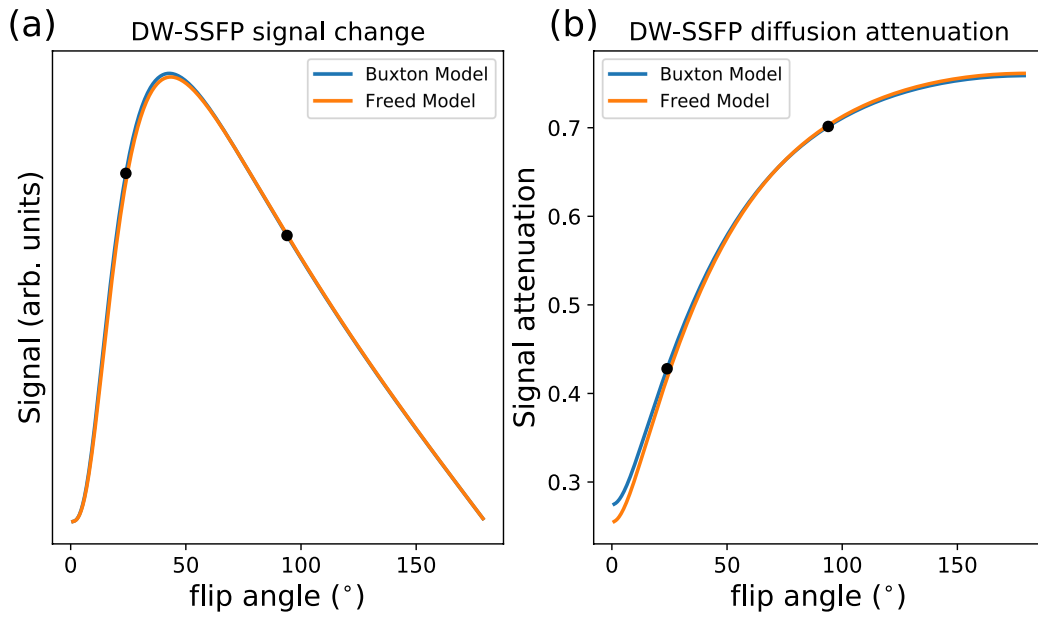 (a)
DW-SSFP signal change
Buxton Model
Freed Model
Signal (arb. units)
0
50
100
150
flip angle (°)
(b)
DW-SSFP diffusion attenuation
Buxton Model
Freed Model
Signal attenuation
0.7
0.6
0.5
0.4
0.3
0
50
100
150
flip angle (°)